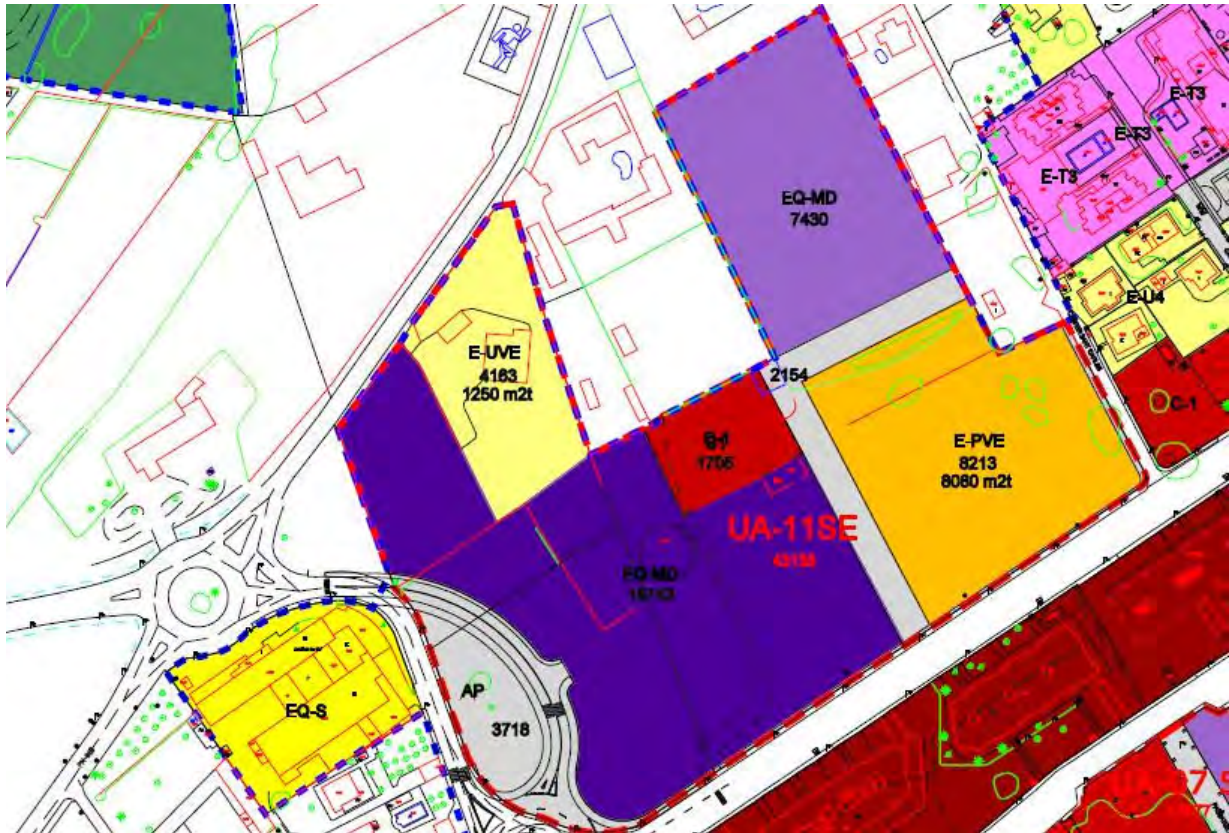 E-T3
E-T3
E-T3
EQ-MD
7430
E-U4
E-UVE
4163
1250 m2t
2154
C-1
1705
E-PVE
8213
8080 m2t
UA-11SE
EQ-MD
AP
3718
EQ-S